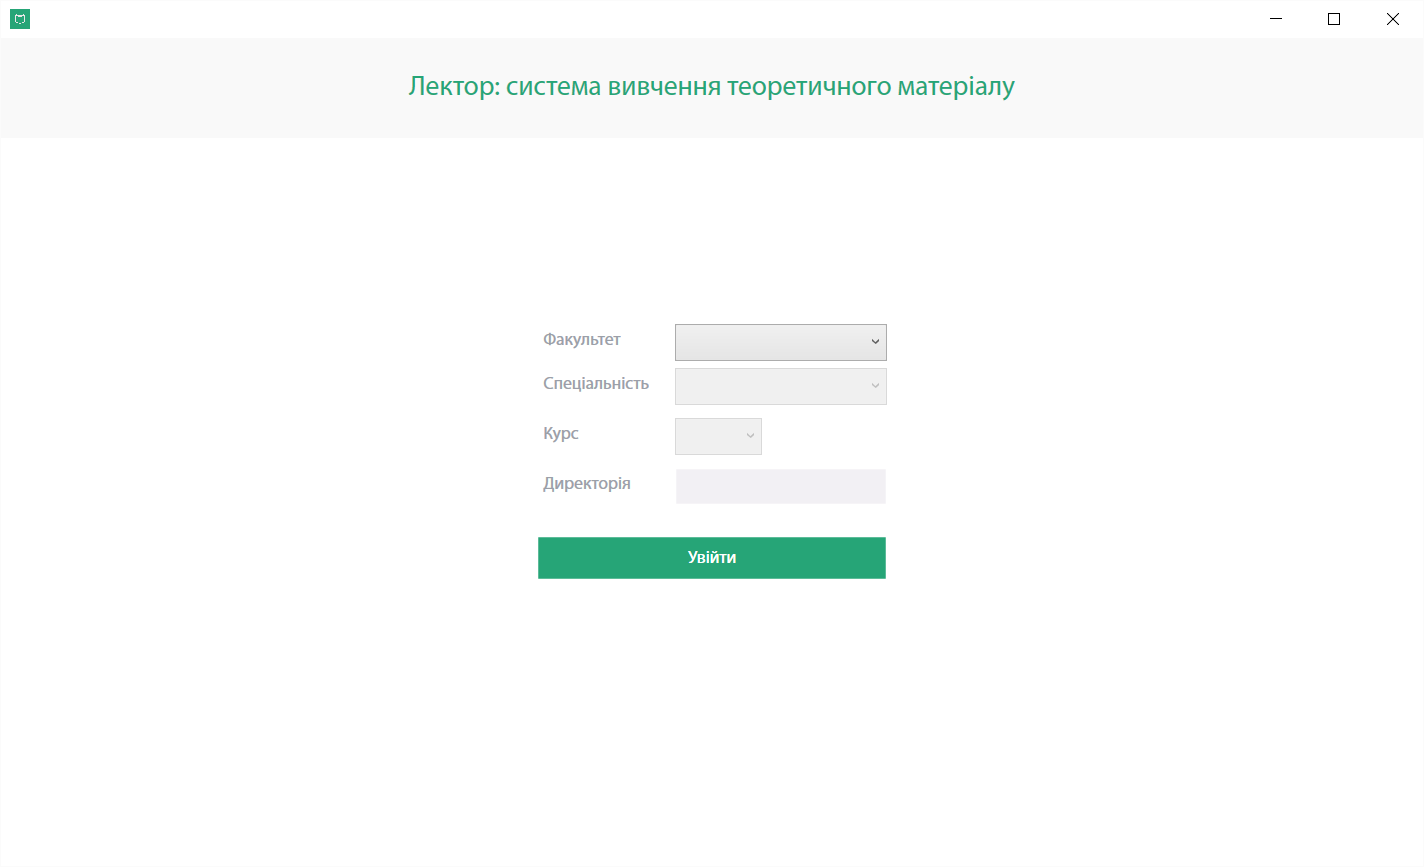 Лектор: система вивчення теоретичного матеріалу
Факультет
Спеціальність
Курс
Директорія
Увійти